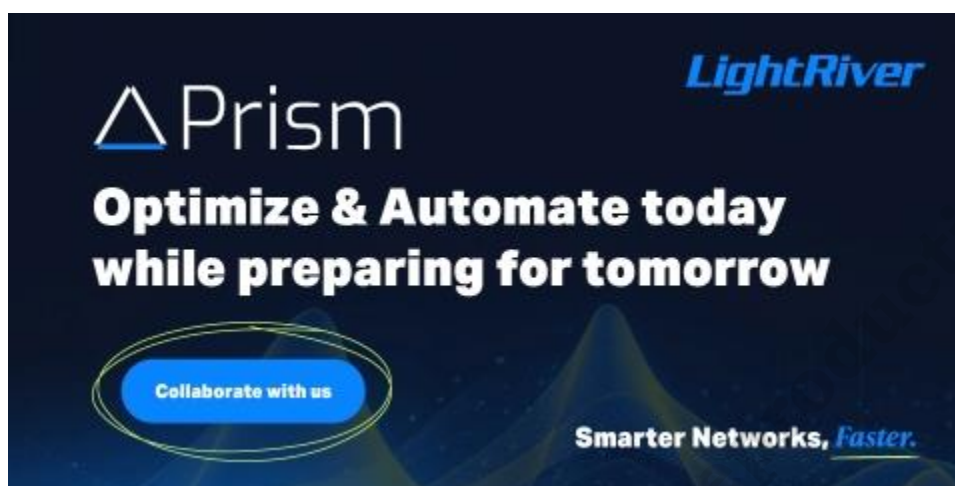 LightRiver
Prism
Optimize & Automate today
while preparing for tomorrow
Collaborate with us
Smarter Networks, Faster.